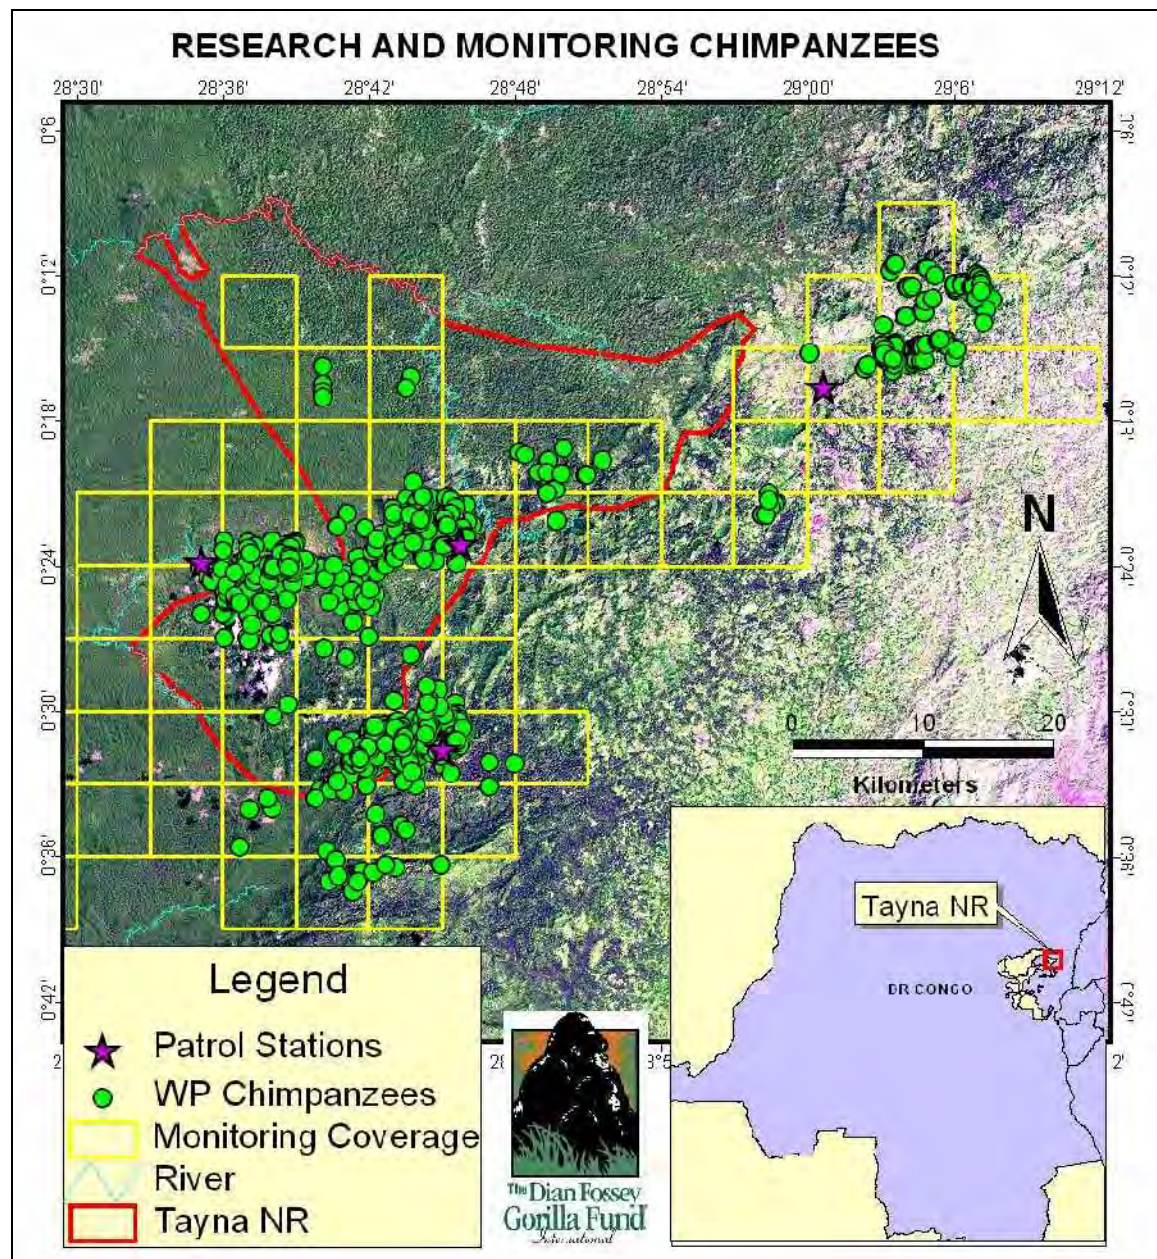 RESEARCH AND MONITORING CHIMPANZEES
28°30' 28°36' 28°42' 28°48' 28°54' 29°00' 29°6' 29°12'
0°6'
0°12'
0°18'
0°24'
0°30'
0°36'
0°42'
N
0 10 20
Kilometers
Tayna NR
DR CONGO
Legend
Patrol Stations
WP Chimpanzees
Monitoring Coverage
River
Tayna NR
The Dian Fossey
Gorilla Fund
International